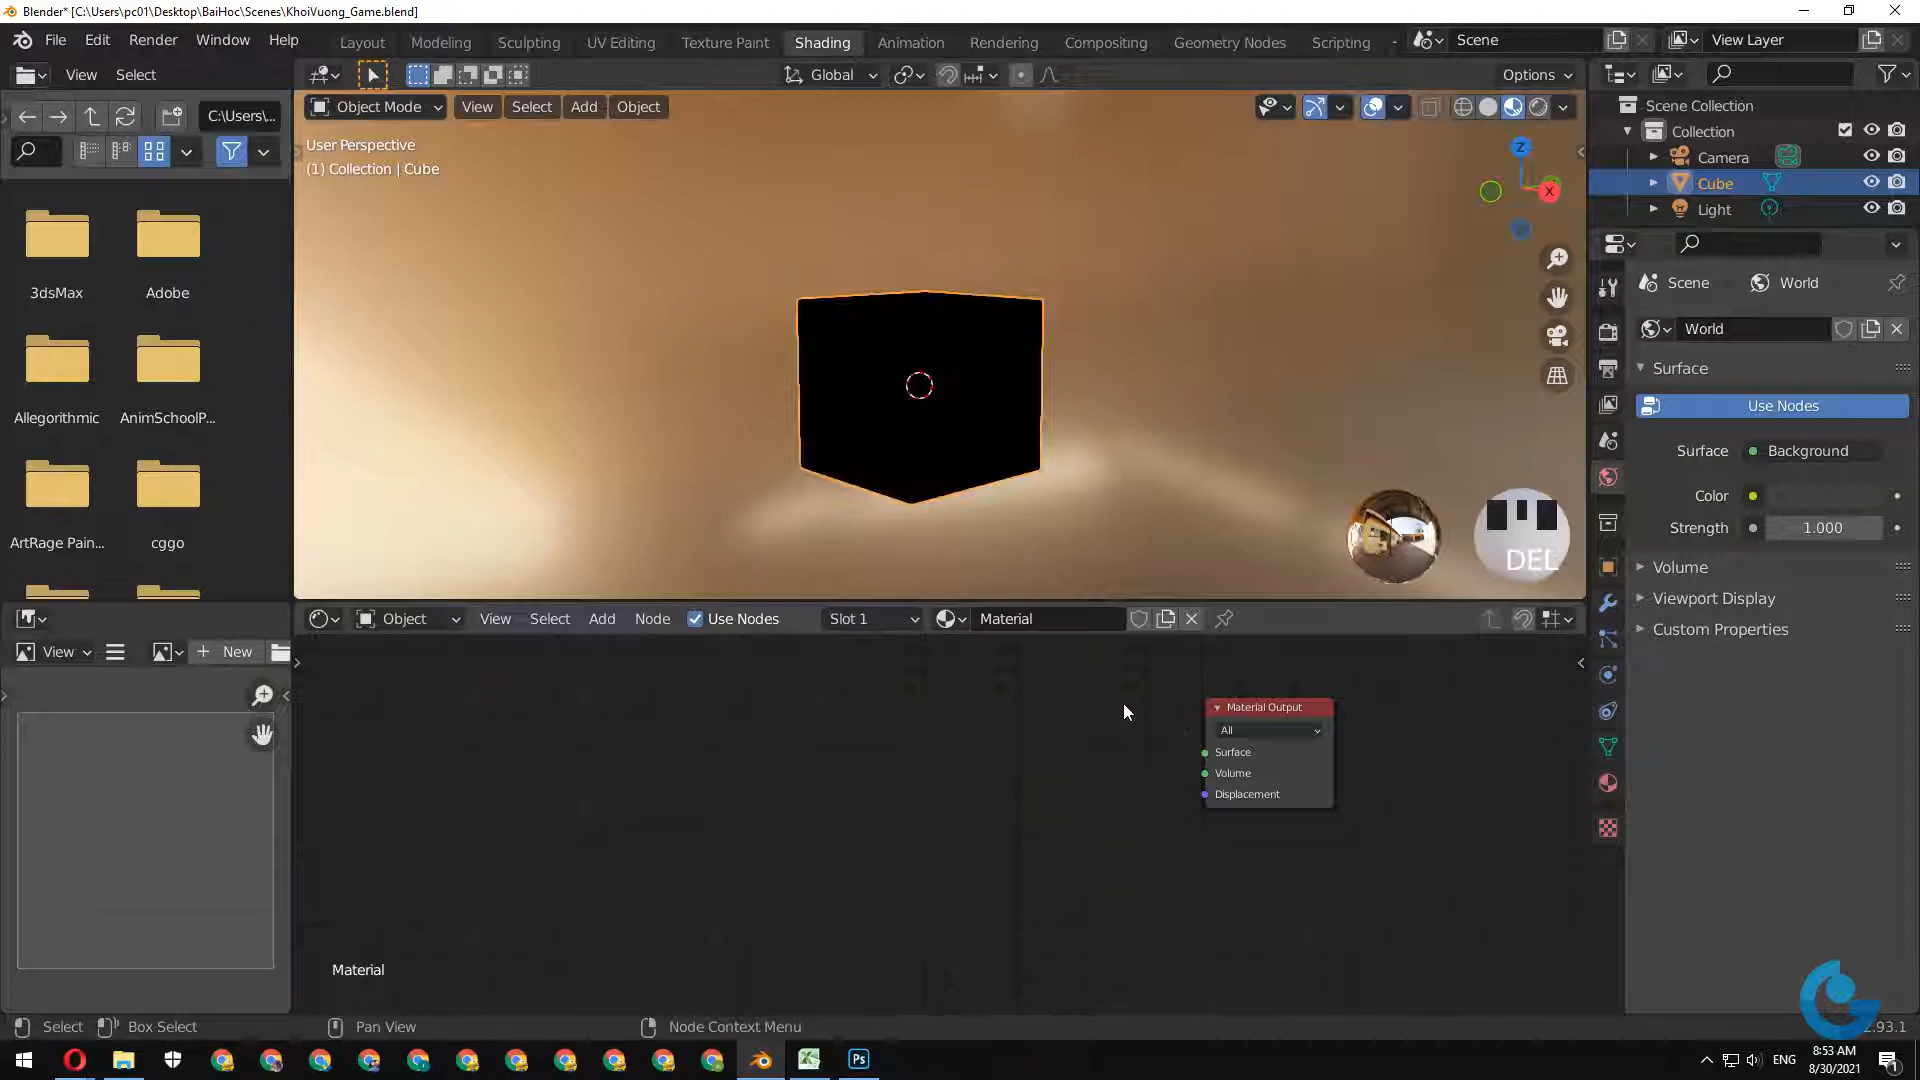 Blender* [C:\Users\pc01\Desktop\BaiHoc\Scenes\KhoiVuong_Game.blend]
File Edit Render Window Help
Layout Modeling Sculpting UV Editing Texture Paint Shading Animation Rendering Compositing Geometry Nodes Scripting
Scene
View Layer
View Select
Global
Options
C:\Users\...
Object Mode View Select Add Object
User Perspective
(1) Collection | Cube
Z
X
Scene Collection
Collection
Camera
Cube
Light
3dsMax
Adobe
Allegorithmic
AnimSchoolP...
ArtRage Pain...
cggo
Scene
World
World
Surface
Use Nodes
Surface
Background
Color
Strength
1.000
Volume
Viewport Display
Custom Properties
DEL
Object View Select Add Node Use Nodes Slot 1 Material
View
New
Material Output
All
Surface
Volume
Displacement
Material
Select Box Select Pan View Node Context Menu
2.93.1
Ps
ENG
8:53 AM
8/30/2021
1